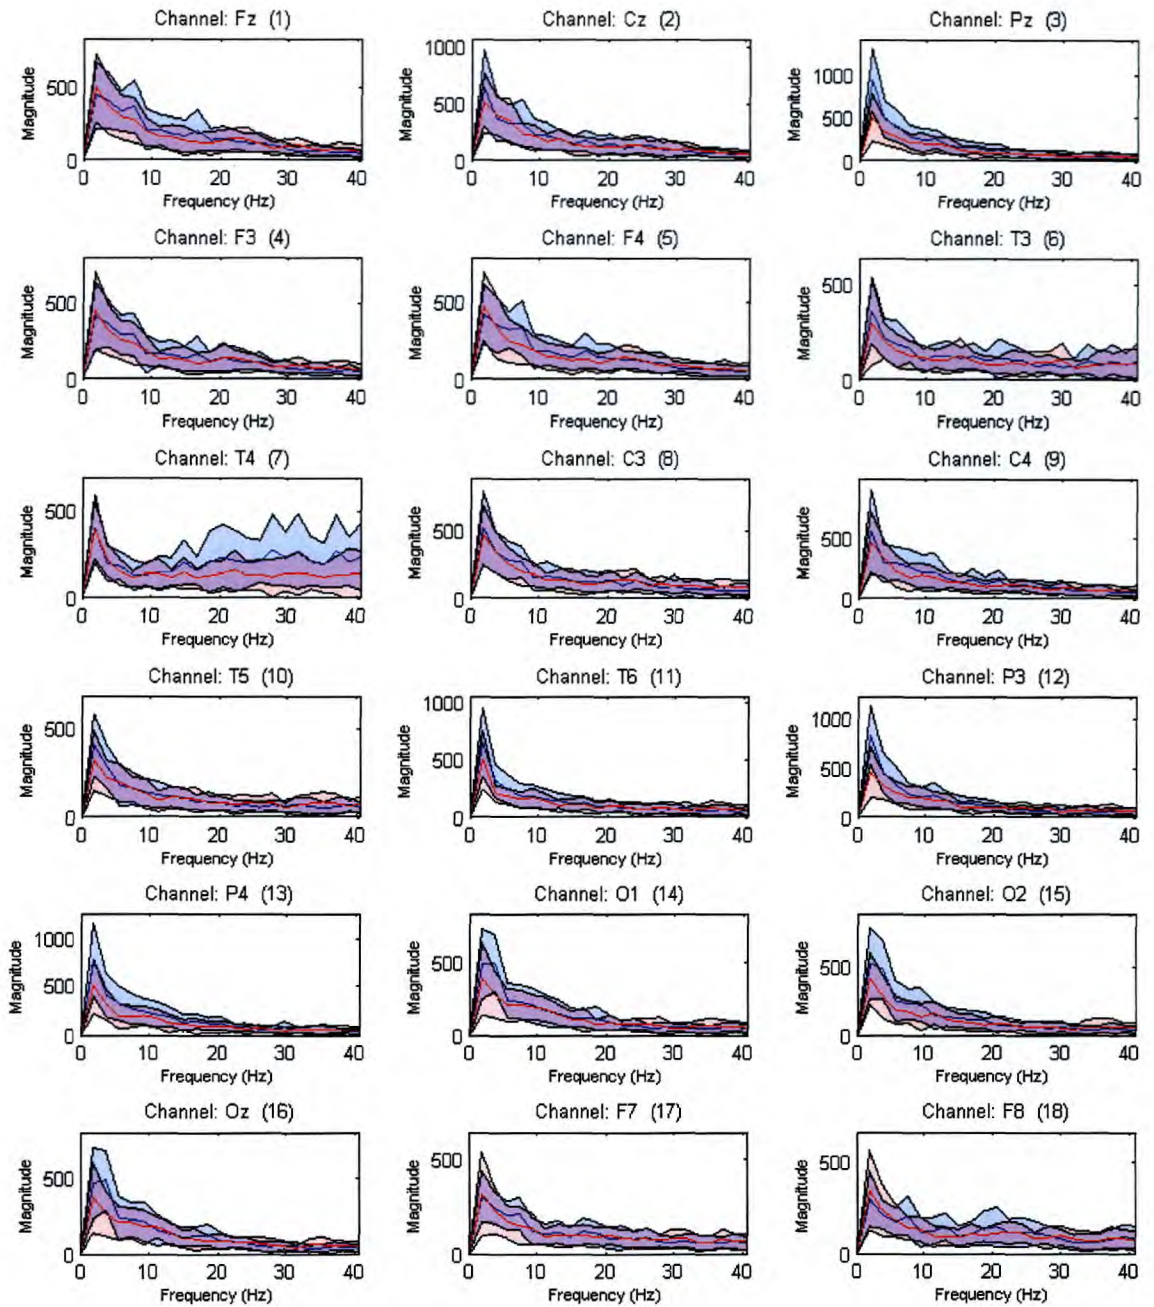 Channel: Fz (1)
Channel: Cz (2)
Channel: Pz (3)
Magnitude
500
0
0 10 20 30 40
Frequency (Hz)
Magnitude
1000
500
0
0 10 20 30 40
Frequency (Hz)
Magnitude
1000
500
0
0 10 20 30 40
Frequency (Hz)
Channel: F3 (4)
Channel: F4 (5)
Channel: T3 (6)
Magnitude
500
0
0 10 20 30 40
Frequency (Hz)
Magnitude
500
0
0 10 20 30 40
Frequency (Hz)
Magnitude
500
0
0 10 20 30 40
Frequency (Hz)
Channel: T4 (7)
Channel: C3 (8)
Channel: C4 (9)
Magnitude
500
0
0 10 20 30 40
Frequency (Hz)
Magnitude
500
0
0 10 20 30 40
Frequency (Hz)
Magnitude
500
0
0 10 20 30 40
Frequency (Hz)
Channel: T5 (10)
Channel: T6 (11)
Channel: P3 (12)
Magnitude
500
0
0 10 20 30 40
Frequency (Hz)
Magnitude
1000
500
0
0 10 20 30 40
Frequency (Hz)
Magnitude
1000
500
0
0 10 20 30 40
Frequency (Hz)
Channel: P4 (13)
Channel: O1 (14)
Channel: O2 (15)
Magnitude
1000
500
0
0 10 20 30 40
Frequency (Hz)
Magnitude
500
0
0 10 20 30 40
Frequency (Hz)
Magnitude
500
0
0 10 20 30 40
Frequency (Hz)
Channel: Oz (16)
Channel: F7 (17)
Channel: F8 (18)
Magnitude
500
0
0 10 20 30 40
Frequency (Hz)
Magnitude
500
0
0 10 20 30 40
Frequency (Hz)
Magnitude
500
0
0 10 20 30 40
Frequency (Hz)